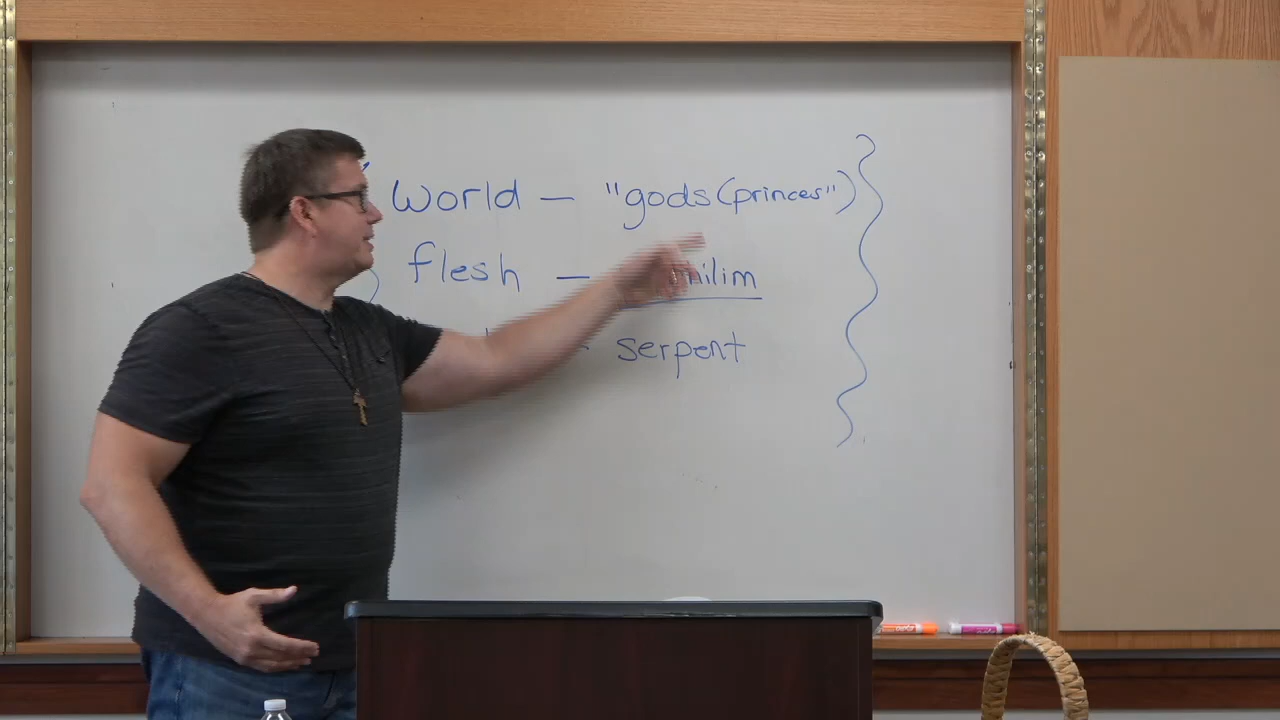 world — "gods(princes")
flesh —
— serpent